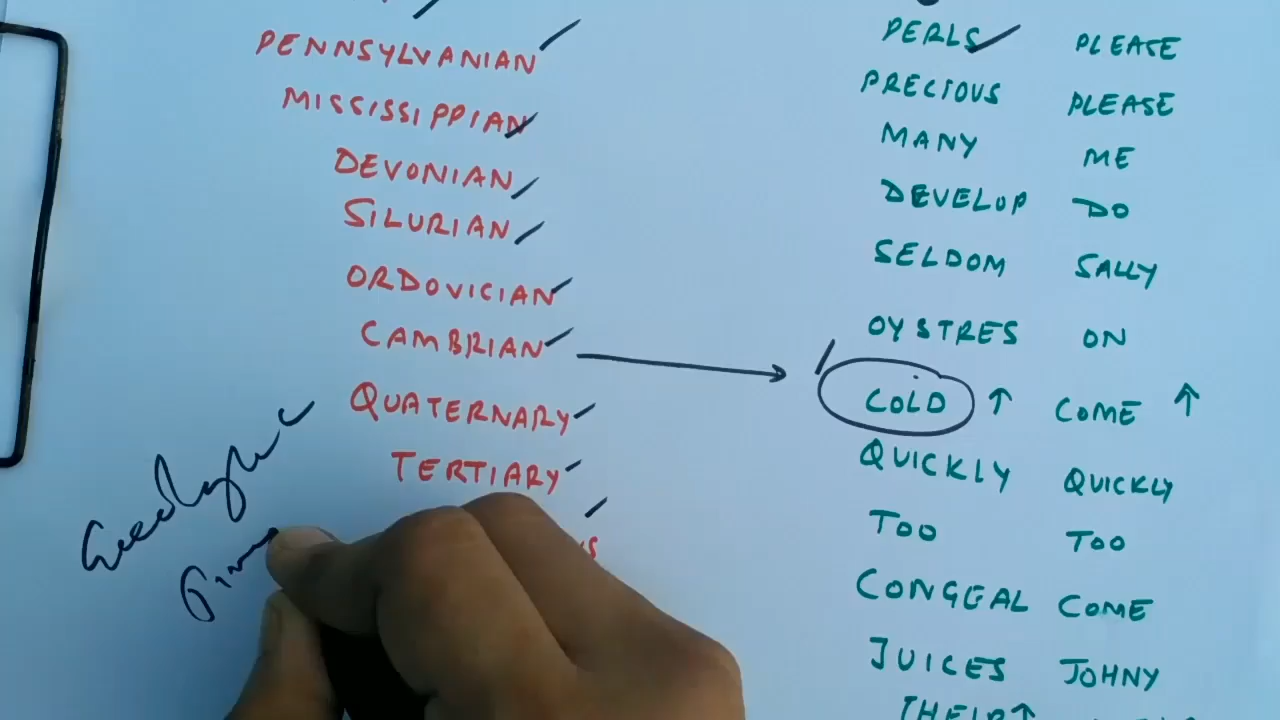 PENNSYLVANIAN
MISSISSIPPIAN
DEVONIAN
SILURIAN
ORDOVICIAN
CAMBRIAN
QUATERNARY
TERTIARY
PERLS PLEASE
PRECIOUS PLEASE
MANY ME
DEVELOP DO
SELDOM SALLY
OYSTRES ON
COLD ↑ COME ↑
QUICKLY QUICKLY
TOO TOO
CONGEAL COME
JUICES JOHNY
THEIR ↑